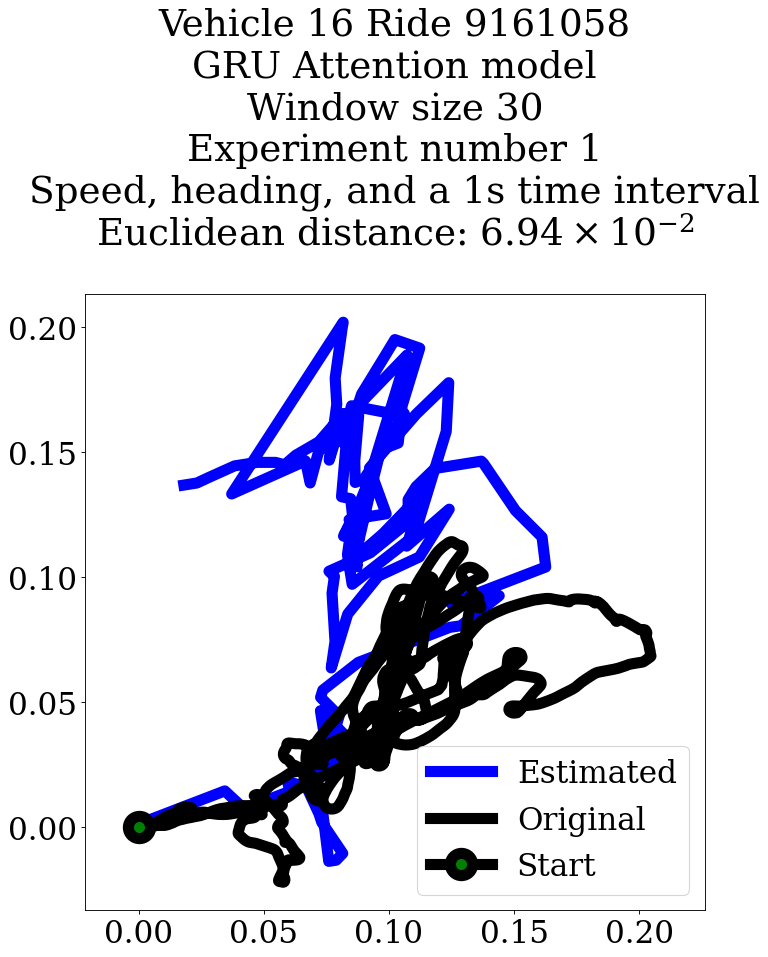 Vehicle 16 Ride 9161058
GRU Attention model
Window size 30
Experiment number 1
Speed, heading, and a 1s time interval
Euclidean distance: 6.94 × 10⁻²
0.20
0.15
0.10
0.05
0.00
Estimated
Original
Start
0.00 0.05 0.10 0.15 0.20